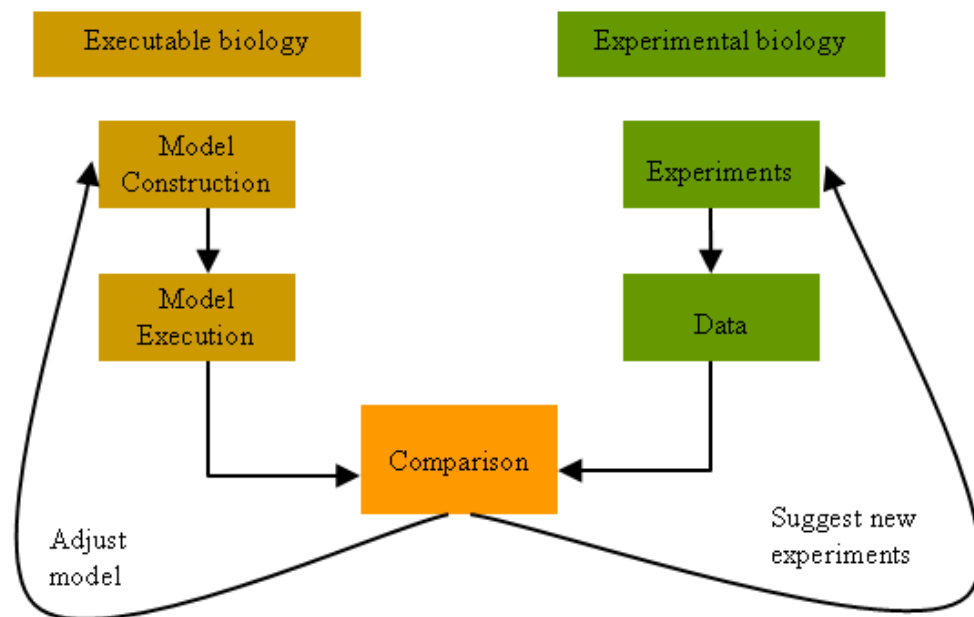 Executable biology
Experimental biology
Model
Construction
Experiments
Model
Execution
Data
Comparison
Adjust
model
Suggest new
experiments